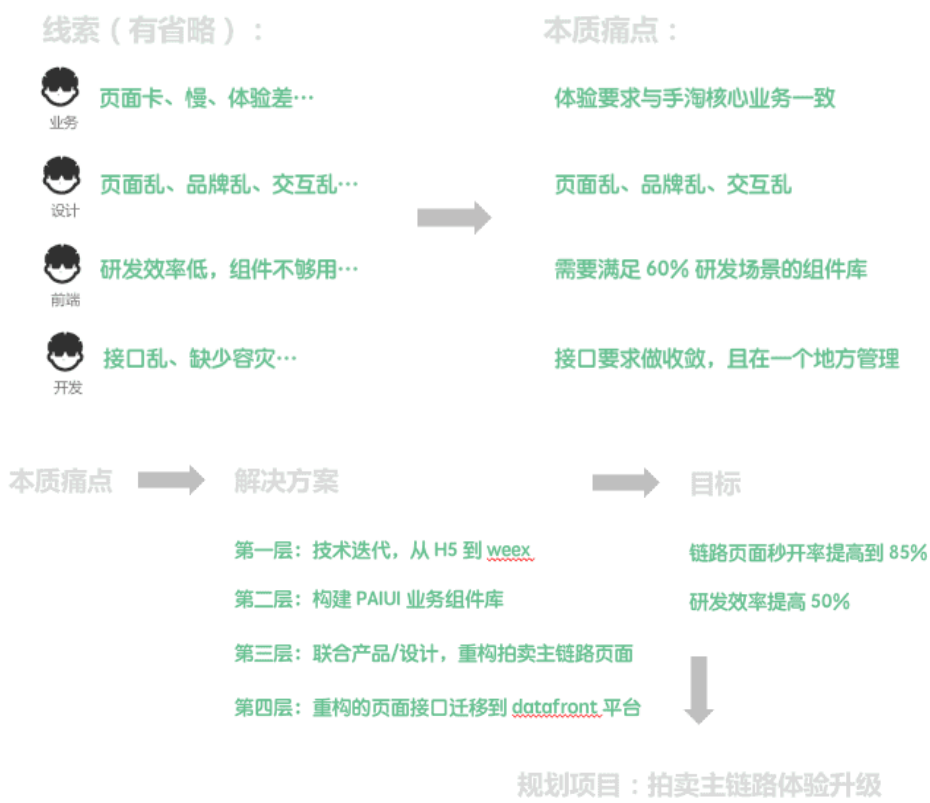 线索（有省略）：
本质痛点：
页面卡、慢、体验差…
体验要求与手淘核心业务一致
业务
页面乱、品牌乱、交互乱…
页面乱、品牌乱、交互乱
设计
研发效率低，组件不够用…
需要满足 60% 研发场景的组件库
前端
接口乱、缺少容灾…
接口要求做收敛，且在一个地方管理
开发
本质痛点
解决方案
目标
第一层：技术迭代，从 H5 到 weex
链路页面秒开率提高到 85%
第二层：构建 PAIUI 业务组件库
研发效率提高 50%
第三层：联合产品/设计，重构拍卖主链路页面
第四层：重构的页面接口迁移到 datafront 平台
规划项目：拍卖主链路体验升级